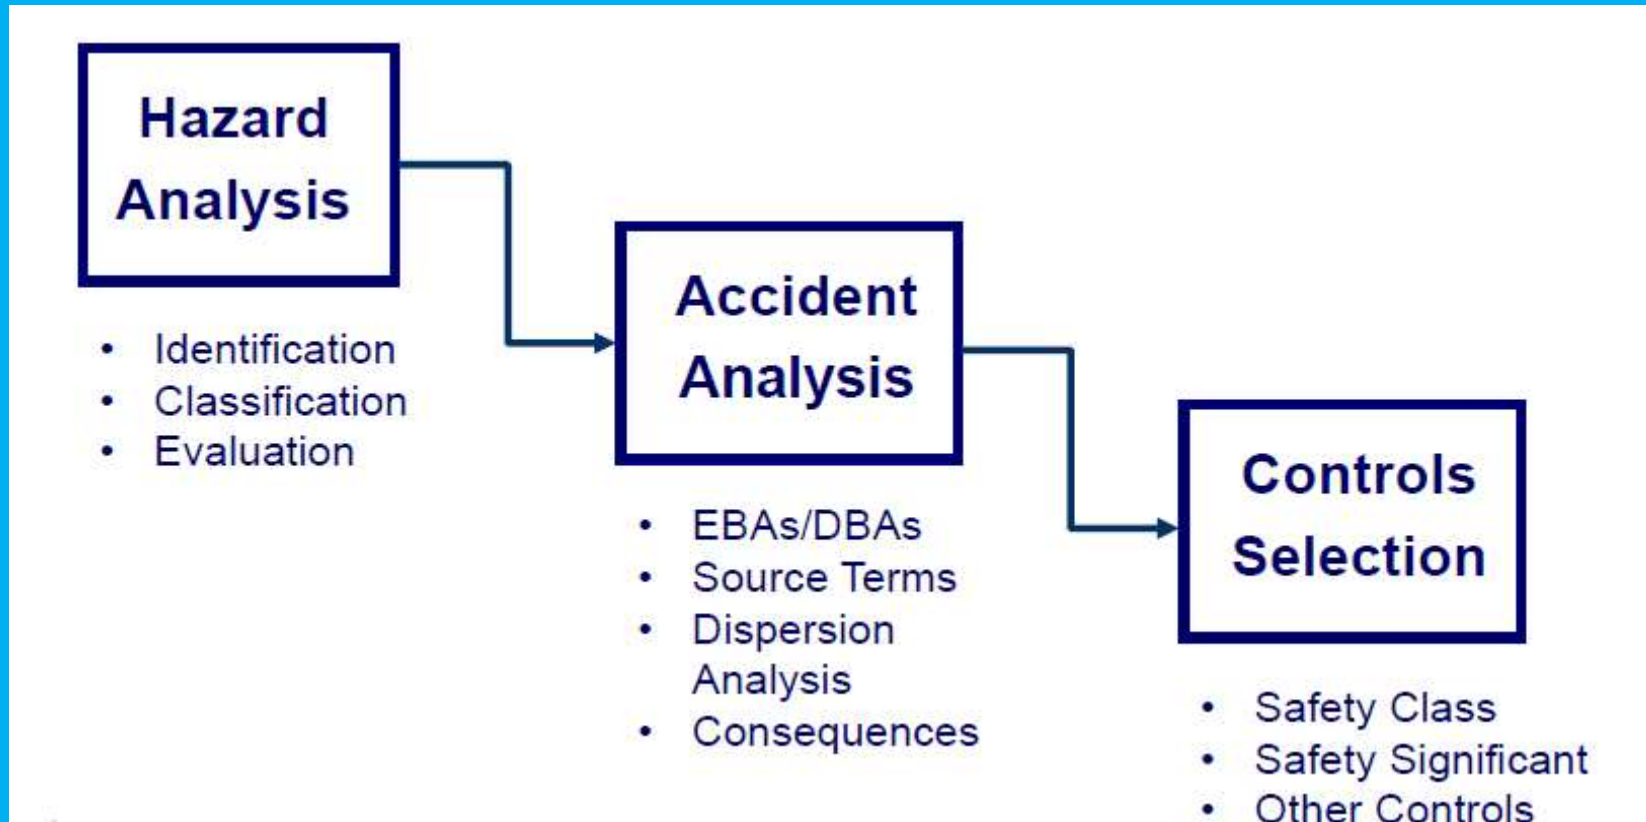 Hazard
Analysis
• Identification
• Classification
• Evaluation
Accident
Analysis
• EBAs/DBAs
• Source Terms
• Dispersion
Analysis
• Consequences
Controls
Selection
• Safety Class
• Safety Significant
• Other Controls